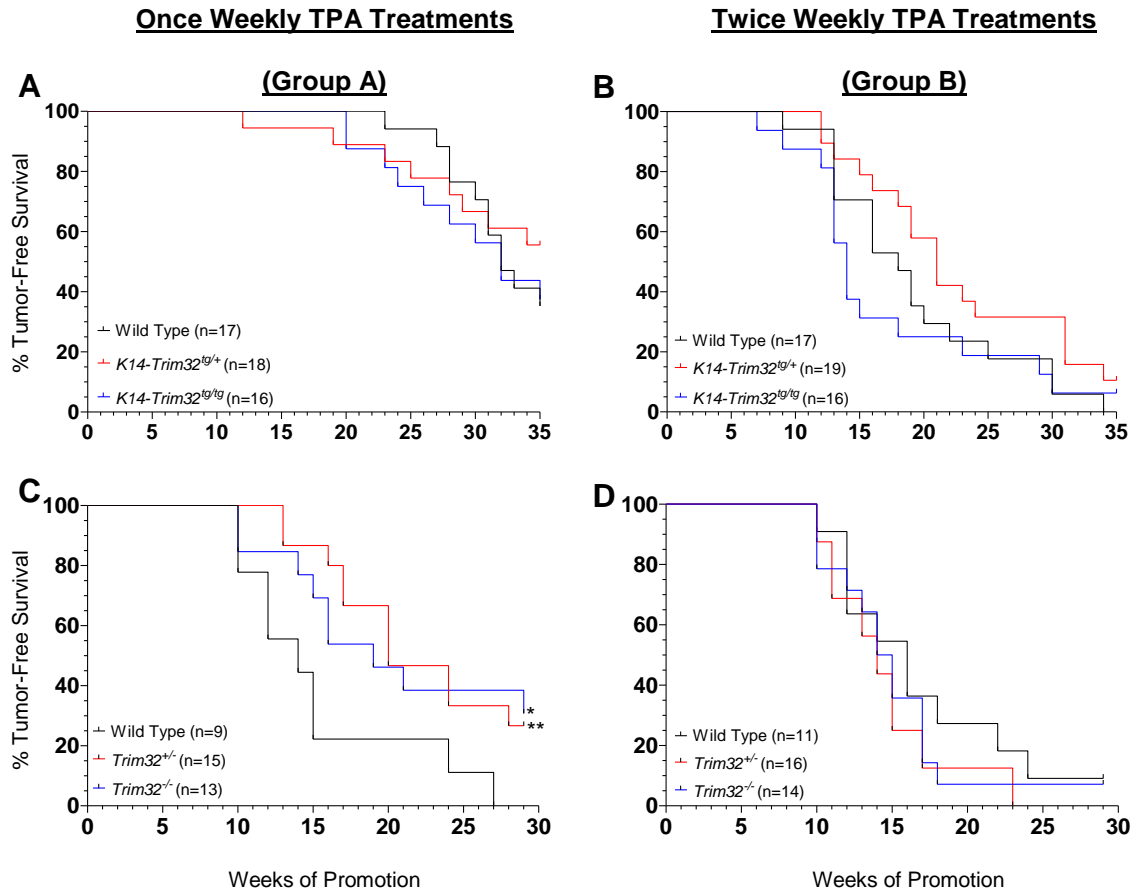 Once Weekly TPA Treatments
(Group A)
Twice Weekly TPA Treatments
(Group B)
A
% Tumor-Free Survival
100
80
60
40
20
0
Wild Type (n=17)
K14-Trim32tg/+ (n=18)
K14-Trim32tg/tg (n=16)
0 5 10 15 20 25 30 35
B
100
80
60
40
20
0
Wild Type (n=17)
K14-Trim32tg/+ (n=19)
K14-Trim32tg/tg (n=16)
0 5 10 15 20 25 30 35
C
% Tumor-Free Survival
100
80
60
40
20
0
*
**
Wild Type (n=9)
Trim32+/- (n=15)
Trim32-/- (n=13)
0 5 10 15 20 25 30
Weeks of Promotion
D
100
80
60
40
20
0
Wild Type (n=11)
Trim32+/- (n=16)
Trim32-/- (n=14)
0 5 10 15 20 25 30
Weeks of Promotion